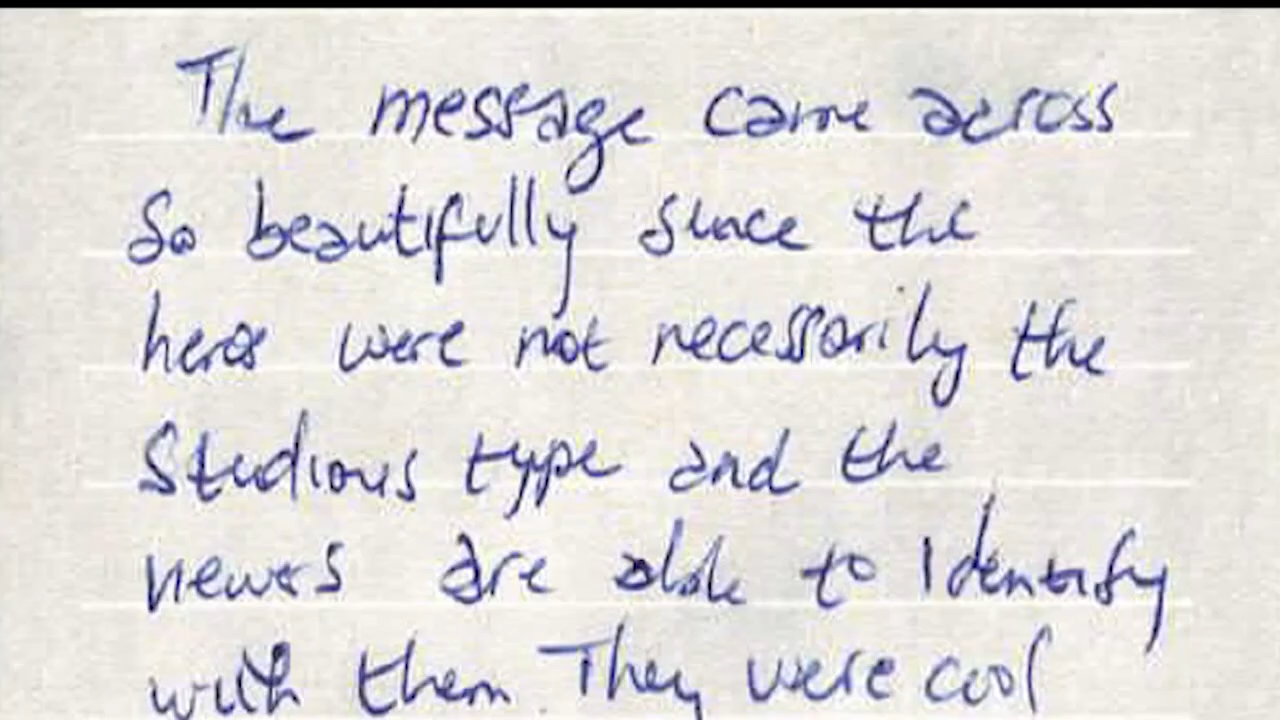 The message came across
so beautifully since the
heros were not necessarily the
studious type and the
viewers are able to Identify
with them. They were cool